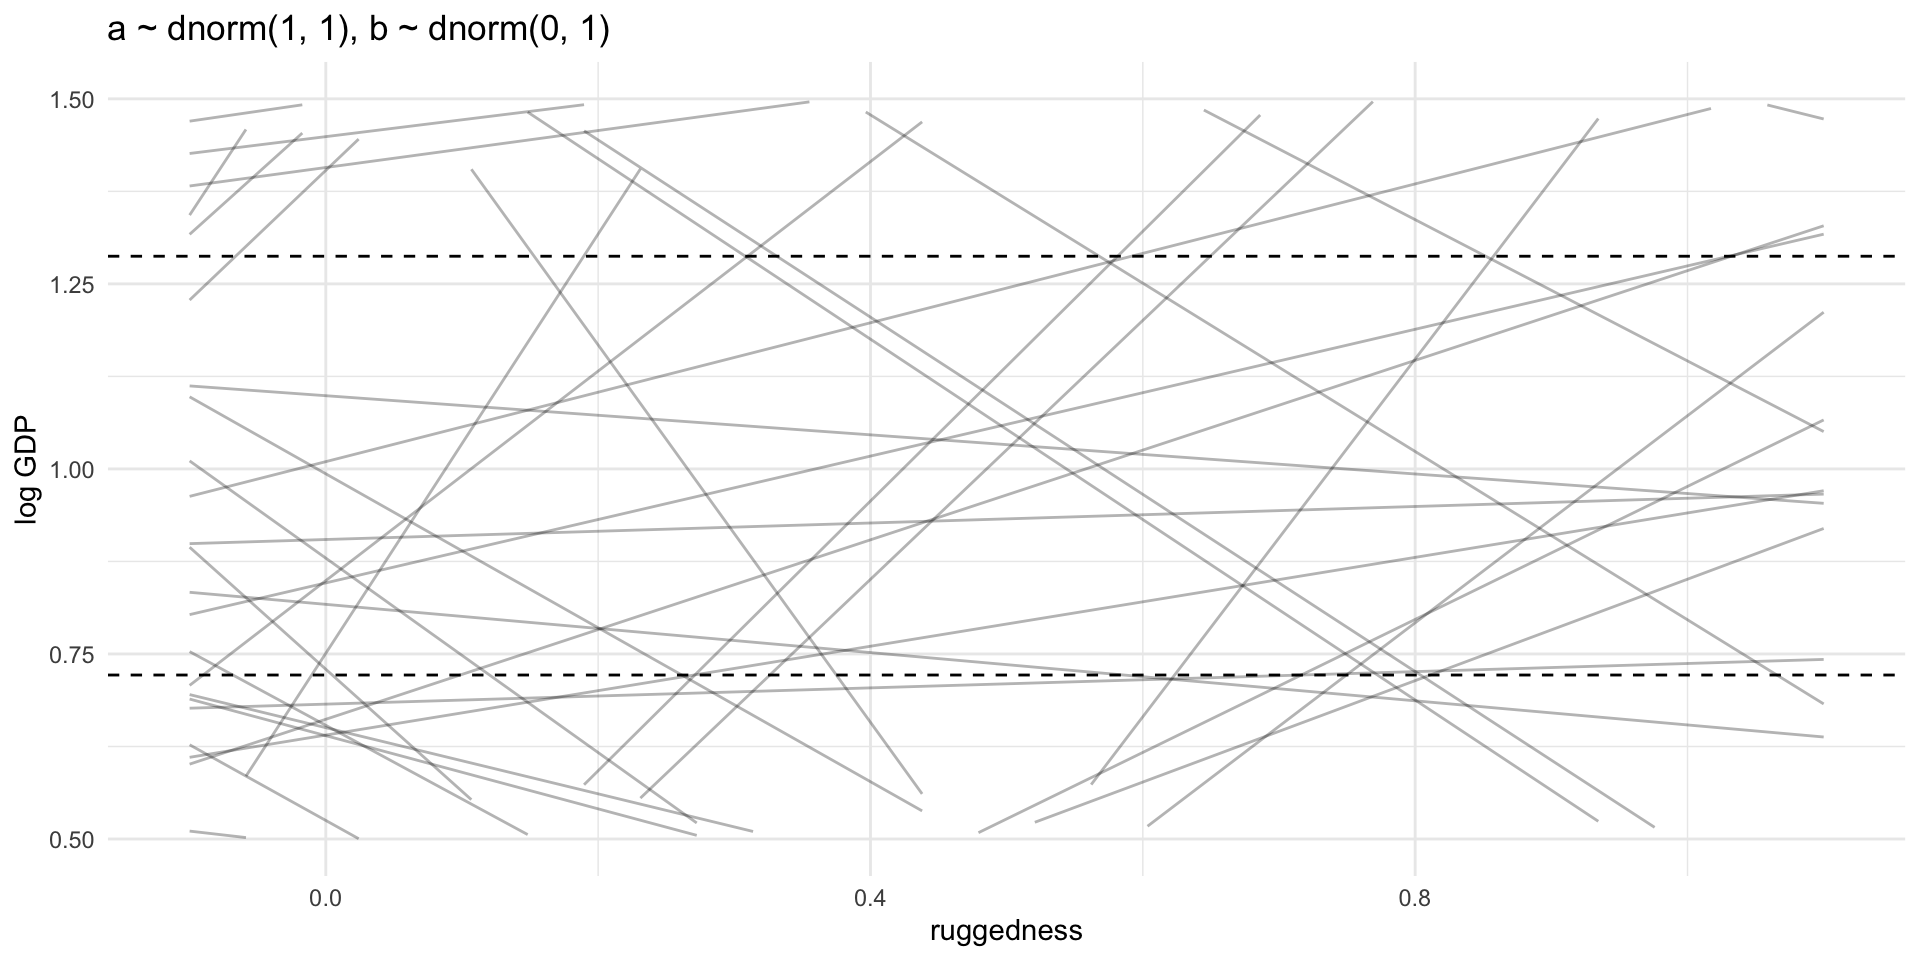 a ~ dnorm(1, 1), b ~ dnorm(0, 1)
1.50
1.25
1.00
0.75
0.50
log GDP
0.0 0.4 0.8
ruggedness